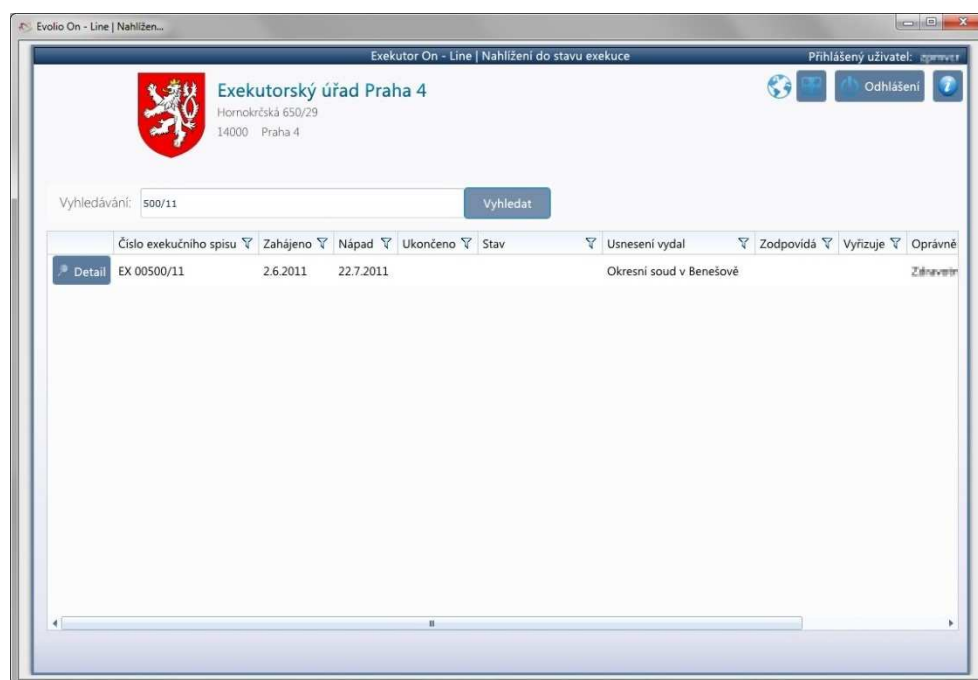 Evolio On - Line | Nahlížen...
Exekutor On - Line | Nahlížení do stavu exekuce
Přihlášený uživatel:
Exekutorský úřad Praha 4
Odhlášení
Hornokrčská 650/29
14000 Praha 4
Vyhledávání: 500/11 Vyhledat
Číslo exekučního spisu Zahájeno Nápad Ukončeno Stav Usnesení vydal Zodpovídá Vyřizuje Oprávně
Detail EX 00500/11 2.6.2011 22.7.2011 Okresní soud v Benešově